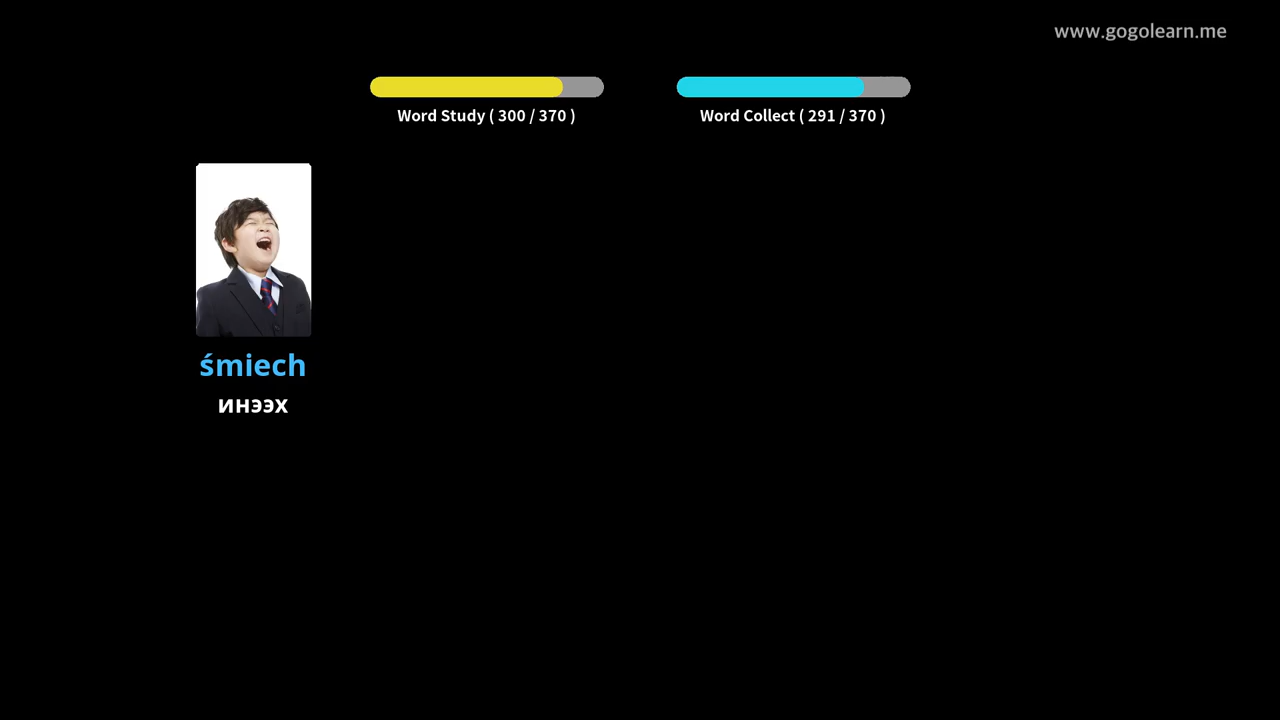 www.gogolearn.me
Word Study ( 300 / 370 )
Word Collect ( 291 / 370 )
śmiech
инээх